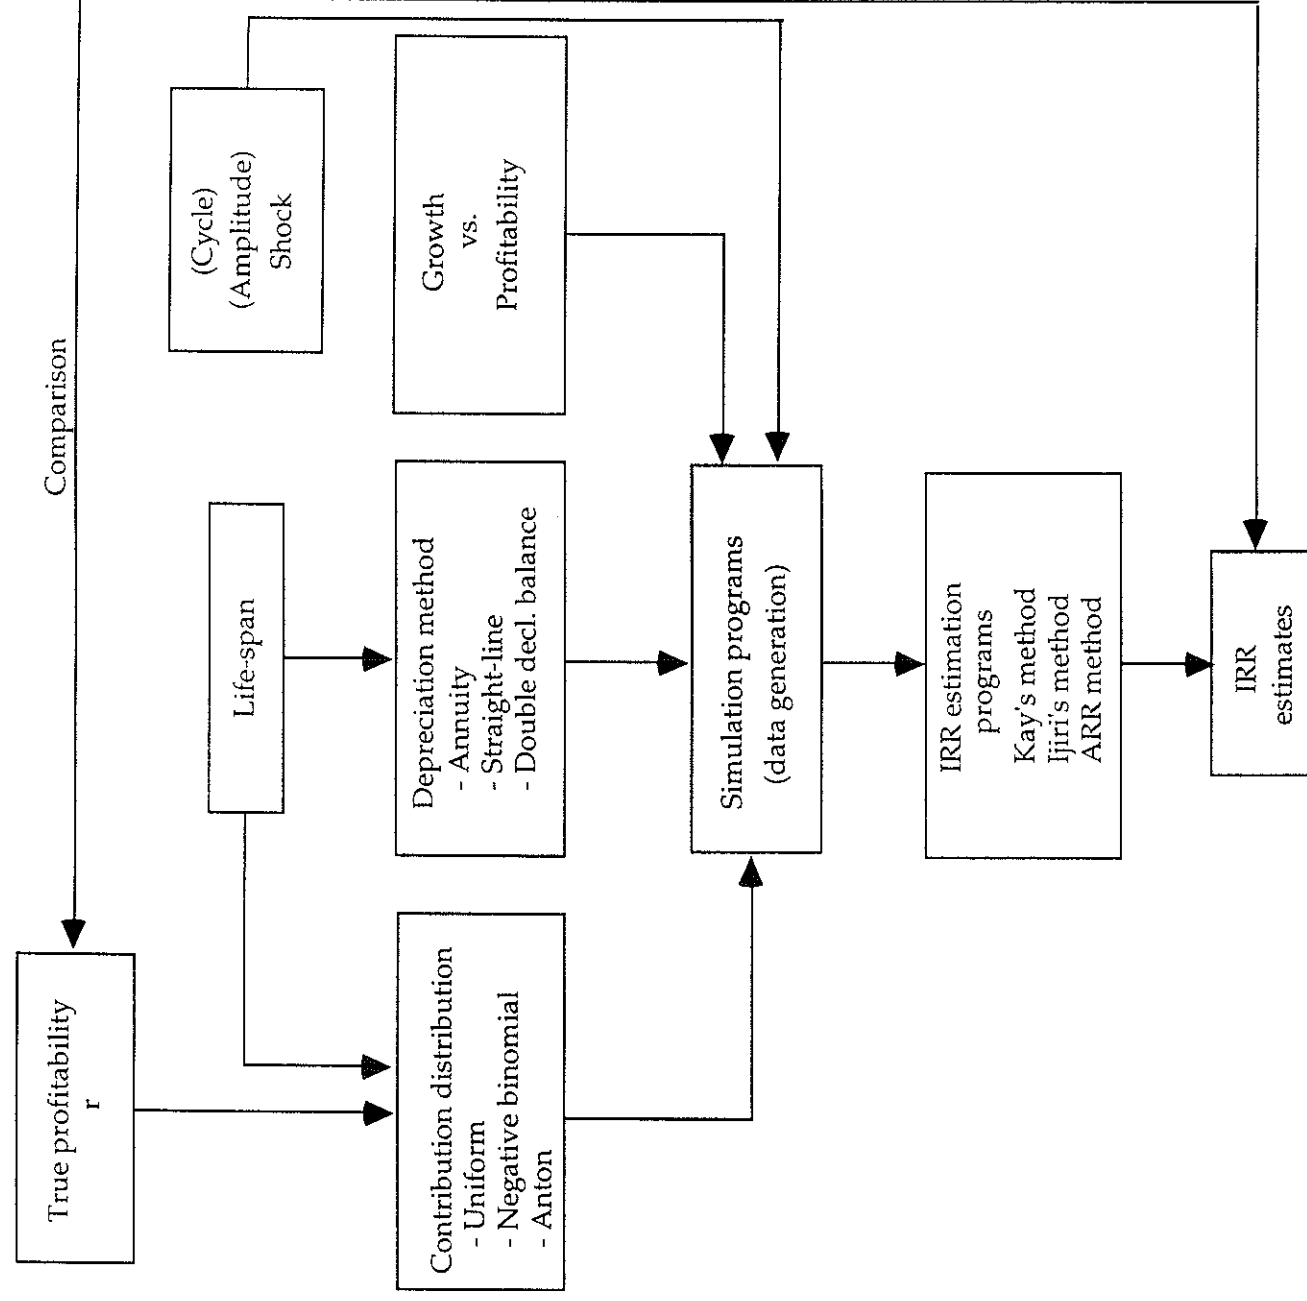 Comparison
True profitability
r
Life-span
(Cycle)
(Amplitude)
Shock
Contribution distribution
- Uniform
- Negative binomial
- Anton
Depreciation method
- Annuity
- Straight-line
- Double decl. balance
Growth
vs.
Profitability
Simulation programs
(data generation)
IRR estimation
programs
Kay's method
Ijiri's method
ARR method
IRR
estimates